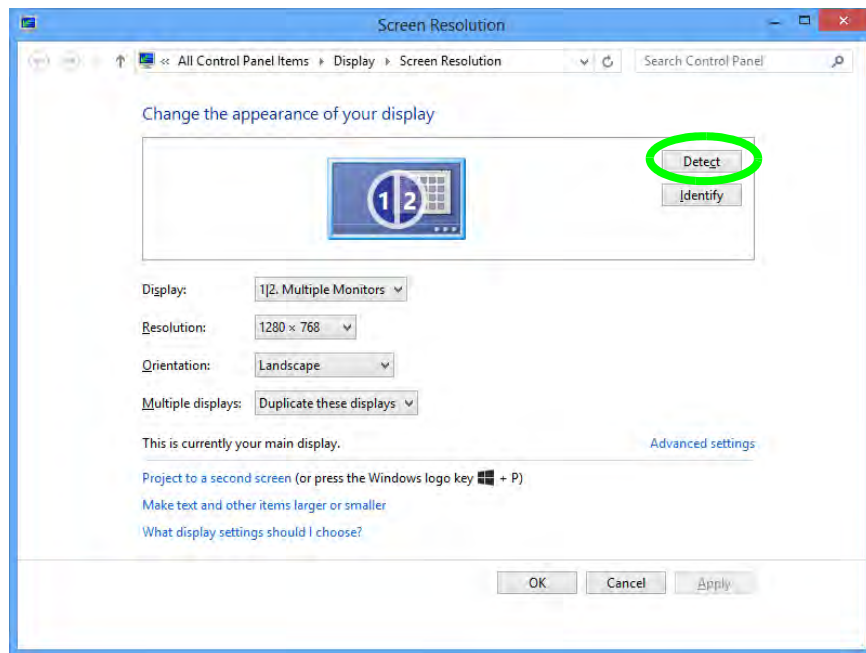 Screen Resolution
« All Control Panel Items ▸ Display ▸ Screen Resolution
Search Control Panel
Change the appearance of your display
1|2
Detect
Identify
Display: 1|2. Multiple Monitors
Resolution: 1280 × 768
Orientation: Landscape
Multiple displays: Duplicate these displays
This is currently your main display. Advanced settings
Project to a second screen (or press the Windows logo key + P)
Make text and other items larger or smaller
What display settings should I choose?
OK Cancel Apply